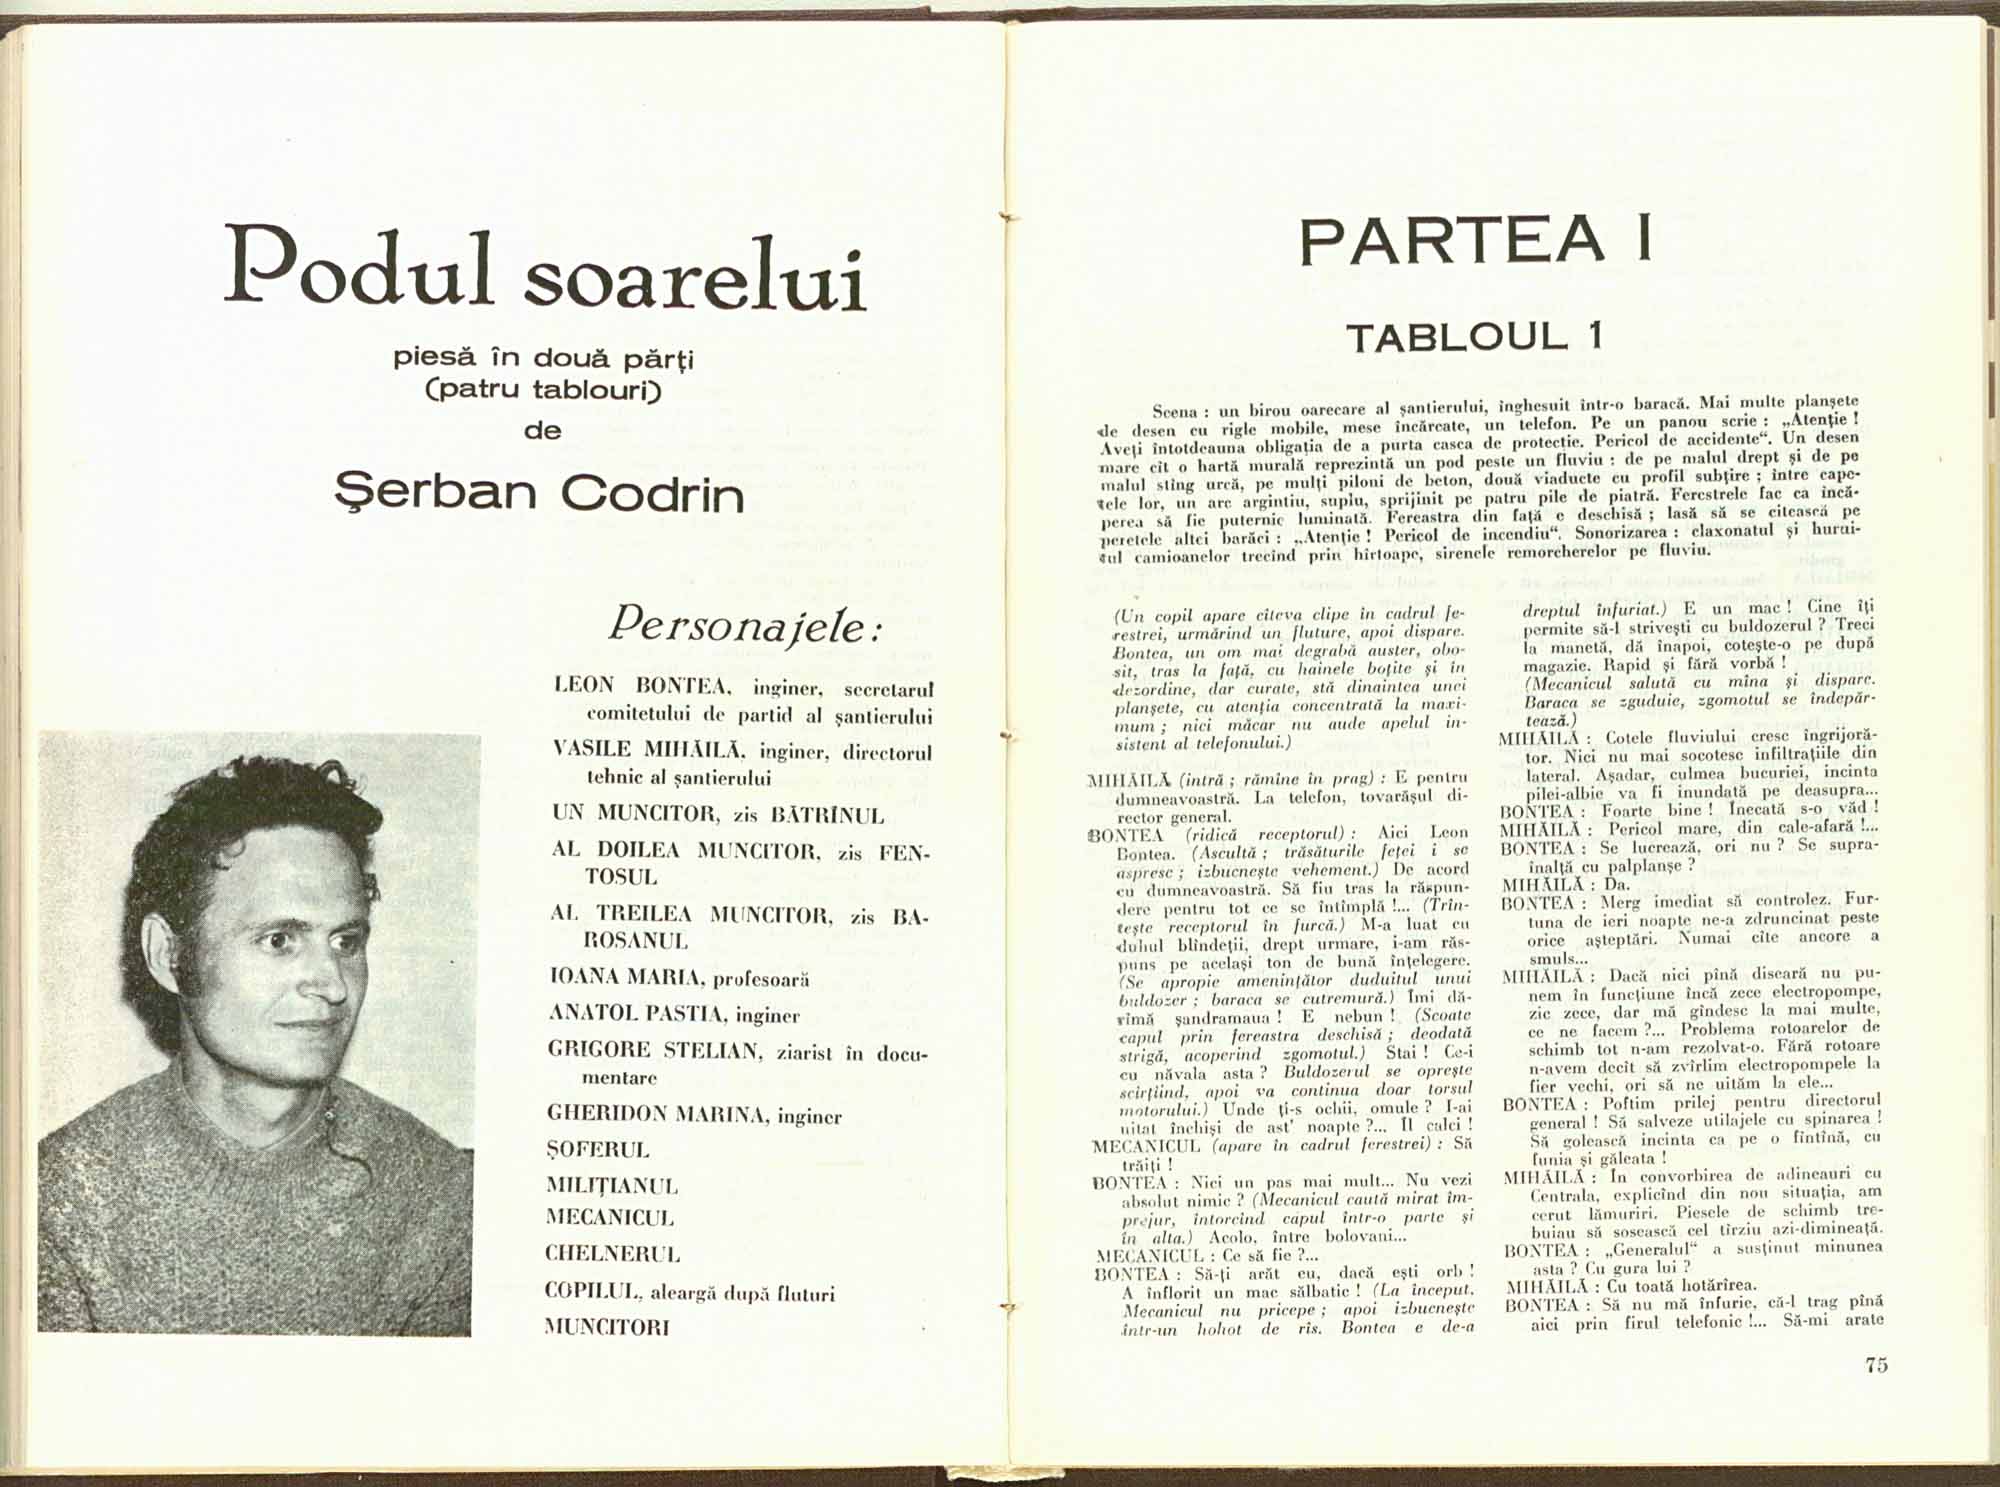 Podul soarelui
piesă în două părți
(patru tablouri)
de
Șerban Codrin
Personajele :
LEON BONTEA, inginer, secretarul
comitetului de partid al șantierului
VASILE MIHĂILĂ, inginer, directorul
tehnic al șantierului
UN MUNCITOR, zis BĂTRÎNUL
AL DOILEA MUNCITOR, zis FEN-
TOSUL
AL TREILEA MUNCITOR, zis BA-
ROSANUL
IOANA MARIA, profesoară
ANATOL PASTIA, inginer
GRIGORE STELIAN, ziarist în docu-
mentare
GHERIDON MARINA, inginer
ȘOFERUL
MILIȚIANUL
MECANICUL
CHELNERUL
COPILUL, aleargă după fluturi
MUNCITORI
PARTEA I
TABLOUL 1
Scena : un birou oarecare al șantierului, înghesuit într-o baracă. Mai multe planșete
de desen cu rigle mobile, mese încărcate, un telefon. Pe un panou scrie : „Atenție !
Aveți întotdeauna obligația de a purta casca de protecție. Pericol de accidente“. Un desen
mare cît o hartă murală reprezintă un pod peste un fluviu : de pe malul drept și de pe
malul stîng urcă, pe mulți piloni de beton, două viaducte cu profil subțire ; între cape-
tele lor, un arc argintiu, suplu, sprijinit pe patru pile de piatră. Ferestrele fac ca încă-
perea să fie puternic luminată. Fereastra din față e deschisă ; lasă să se citească pe
peretele altei barăci : „Atenție ! Pericol de incendiu“. Sonorizarea : claxonatul și hurui-
tul camioanelor trecînd prin hîrtoape, sirenele remorcherelor pe fluviu.
(Un copil apare cîteva clipe în cadrul fe-
restrei, urmărind un fluture, apoi dispare.
Bontea, un om mai degrabă auster, obo-
sit, tras la față, cu hainele boțite și în
dezordine, dar curate, stă dinaintea unei
planșete, cu atenția concentrată la maxi-
mum ; nici măcar nu aude apelul in-
sistent al telefonului.)
MIHĂILĂ (intră ; rămîne în prag) : E pentru
dumneavoastră. La telefon, tovarășul di-
rector general.
BONTEA (ridică receptorul) : Aici Leon
Bontea. (Ascultă ; trăsăturile feței i se
aspresc ; izbucnește vehement.) De acord
cu dumneavoastră. Să fiu tras la răspun-
dere pentru tot ce se întîmplă !... (Trîn-
tește receptorul în furcă.) M-a luat cu
duhul blîndeții, drept urmare, i-am răs-
puns pe același ton de bună înțelegere.
(Se apropie amenințător duduitul unui
buldozer ; baraca se cutremură.) Îmi dă-
rîmă șandramaua ! E nebun ! (Scoate
capul prin fereastra deschisă ; deodată
strigă, acoperind zgomotul.) Stai ! Ce-i
cu năvala asta ? Buldozerul se oprește
scîrțiind, apoi va continua doar torsul
motorului.) Unde ți-s ochii, omule ? I-ai
uitat închiși de ast' noapte ?... Îl calci !
MECANICUL (apare în cadrul ferestrei) : Să
trăiți !
BONTEA : Nici un pas mai mult... Nu vezi
absolut nimic ? (Mecanicul caută mirat îm-
prejur, întorcînd capul într-o parte și
în alta.) Acolo, între bolovani...
MECANICUL : Ce să fie ?...
BONTEA : Să-ți arăt eu, dacă ești orb !
A înflorit un mac sălbatic ! (La început,
Mecanicul nu pricepe ; apoi izbucnește
într-un hohot de rîs. Bontea e de-a
dreptul înfuriat.) E un mac ! Cine îți
permite să-l strivești cu buldozerul ? Treci
la manetă, dă înapoi, cotește-o pe după
magazie. Rapid și fără vorbă !
(Mecanicul salută cu mîna și dispare.
Baraca se zguduie, zgomotul se îndepăr-
tează.)
MIHĂILĂ : Cotele fluviului cresc îngrijoră-
tor. Nici nu mai socotesc infiltrațiile din
lateral. Așadar, culmea bucuriei, incinta
pilei-albie va fi inundată pe deasupra...
BONTEA : Foarte bine ! Înecată s-o văd !
MIHĂILĂ : Pericol mare, din cale-afară !...
BONTEA : Se lucrează, ori nu ? Se supra-
înalță cu palplanșe ?
MIHĂILĂ : Da.
BONTEA : Merg imediat să controlez. Fur-
tuna de ieri noapte ne-a zdruncinat peste
orice așteptări. Numai cîte ancore a
smuls...
MIHĂILĂ : Dacă nici pînă diseară nu pu-
nem în funcțiune încă zece electropompe,
zic zece, dar mă gîndesc la mai multe,
ce ne facem ?... Problema rotoarelor de
schimb tot n-am rezolvat-o. Fără rotoare
n-avem decît să zvîrlim electropompele la
fier vechi, ori să ne uităm la ele...
BONTEA : Poftim prilej pentru directorul
general ! Să salveze utilajele cu spinarea !
Să golească incinta ca pe o fîntînă, cu
funia și găleata !
MIHĂILĂ : În convorbirea de adineauri cu
Centrala, explicînd din nou situația, am
cerut lămuriri. Piesele de schimb tre-
buiau să sosească cel tîrziu azi-dimineață.
BONTEA : „Generalul“ a susținut minunea
asta ? Cu gura lui ?
MIHĂILĂ : Cu toată hotărîrea.
BONTEA : Să nu mă înfurie, că-l trag pînă
aici prin firul telefonic !... Să-mi arate
75